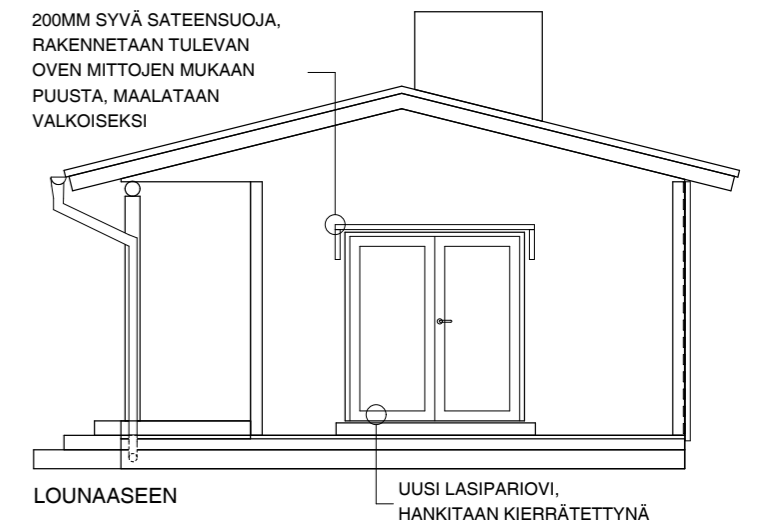 200MM SYVÄ SATEENSUOJA,
RAKENNETAAN TULEVAN
OVEN MITTOJEN MUKAAN
PUUSTA, MAALATAAN
VALKOISEKSI
LOUNAASEEN
UUSI LASIPARIOVI,
HANKITAAN KIERRÄTETTYNÄ